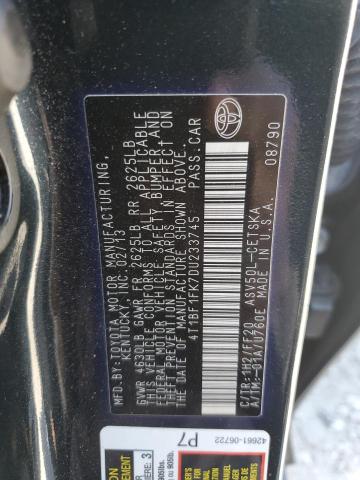 MFD.BY:TOYOTA MOTOR MANUFACTURING,
KENTUCKY, INC. 02/13
GVWR 4630LB GAWR FR 2625LB RR 2625LB
THIS VEHICLE CONFORMS TO ALL APPLICABLE
FEDERAL MOTOR VEHICLE SAFETY, BUMPER AND
THEFT PREVENTION STANDARDS IN EFFECT ON
THE DATE OF MANUFACTURE SHOWN ABOVE.
4T1BF1FK7DU233745 PASS.CAR
TOYOTA
C/TR:1H2/FF20 ASV50L-CETSKA
A/TM:-01A/U760E MADE IN U.S.A.
08790
42661-06722
P7
3